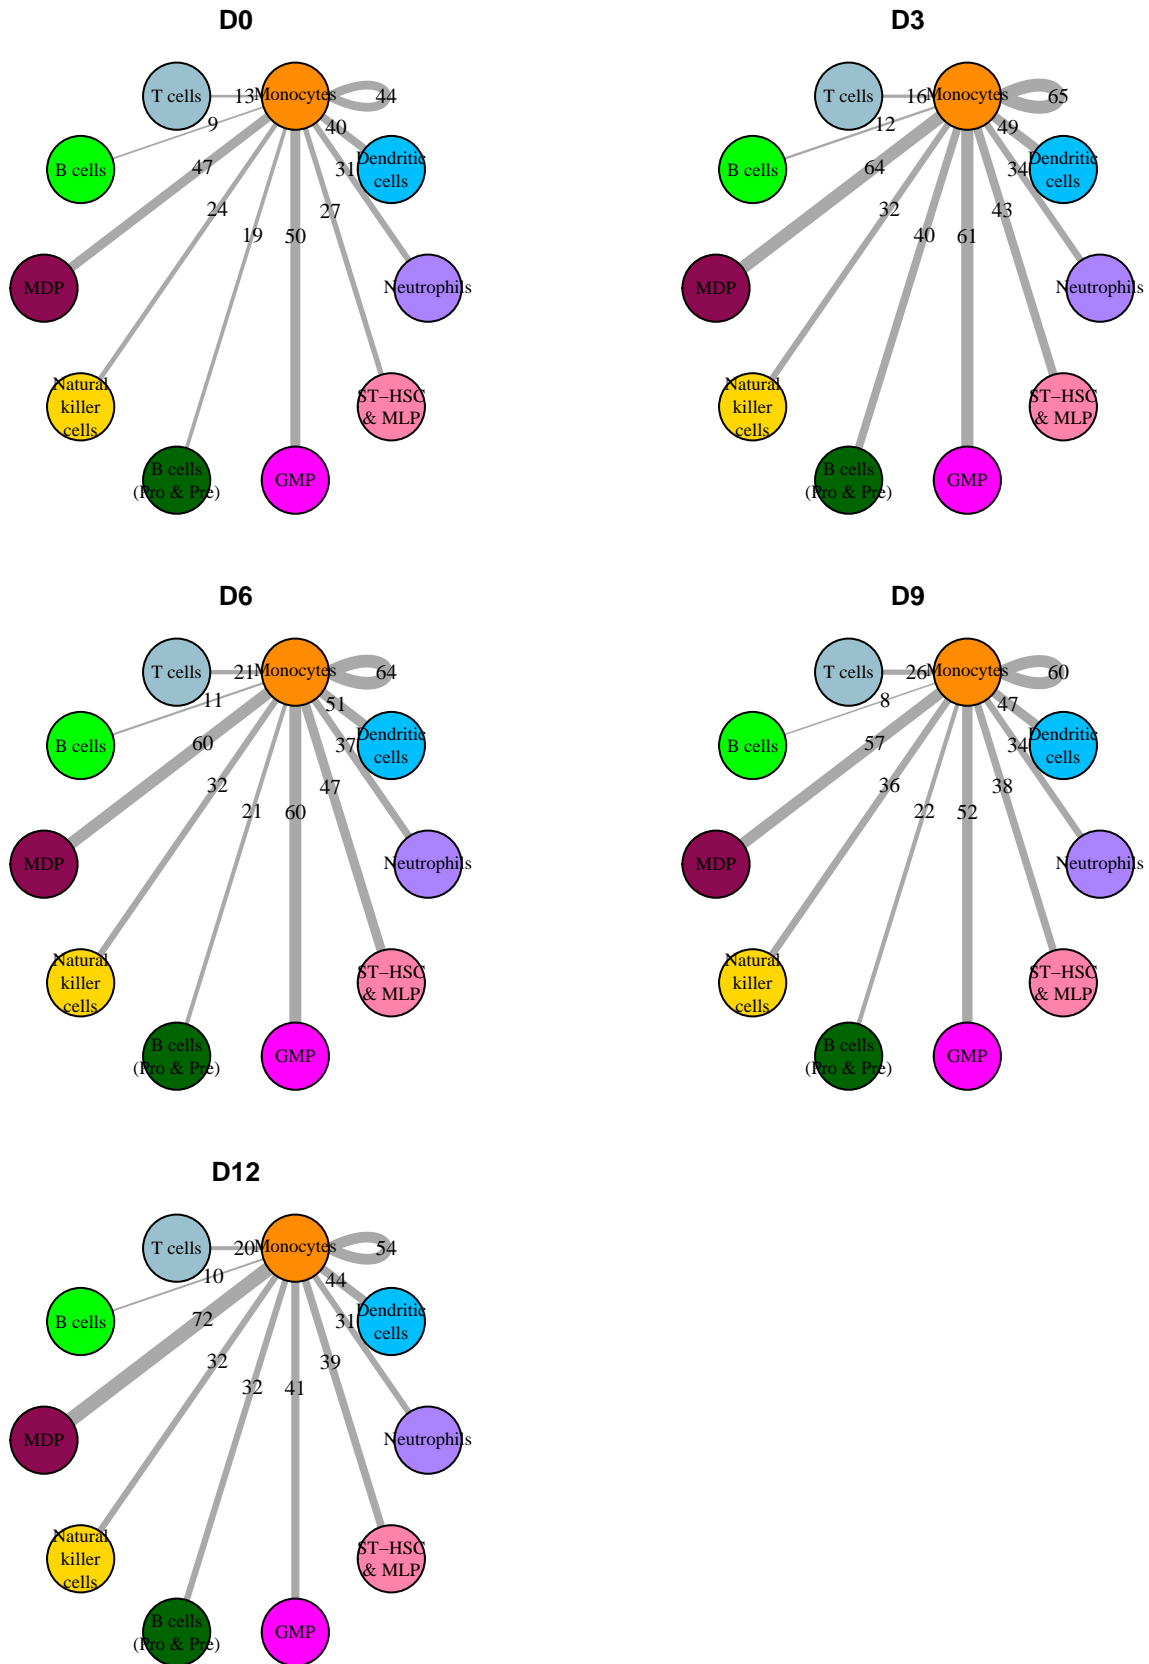 D0
T cells
13
Monocytes
44
9
40
B cells
47
31
Dendritic
cells
24
27
19
50
MDP
Neutrophils
Natural
killer
cells
ST–HSC
& MLP
B cells
(Pro & Pre)
GMP
D3
T cells
16
Monocytes
65
12
49
B cells
64
34
Dendritic
cells
32
43
40
61
MDP
Neutrophils
Natural
killer
cells
ST–HSC
& MLP
B cells
(Pro & Pre)
GMP
D6
T cells
21
Monocytes
64
11
51
B cells
60
37
Dendritic
cells
32
47
21
60
MDP
Neutrophils
Natural
killer
cells
ST–HSC
& MLP
B cells
(Pro & Pre)
GMP
D9
T cells
26
Monocytes
60
8
47
B cells
57
34
Dendritic
cells
36
38
22
52
MDP
Neutrophils
Natural
killer
cells
ST–HSC
& MLP
B cells
(Pro & Pre)
GMP
D12
T cells
20
Monocytes
54
10
44
B cells
72
31
Dendritic
cells
32
39
32
41
MDP
Neutrophils
Natural
killer
cells
ST–HSC
& MLP
B cells
(Pro & Pre)
GMP